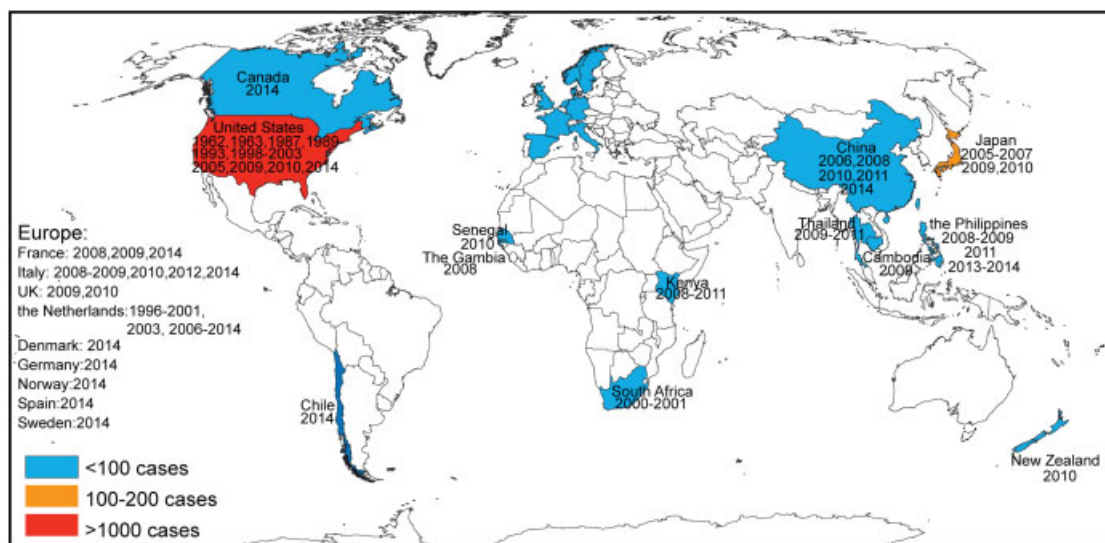 Canada
2014
United States
1962,1963,1987,1989
1993,1998-2003
2005,2009,2010,2014
China
2006,2008
2010,2011
2014
Japan
2005-2007
2009,2010
Senegal
2010
The Gambia
2008
Thailand
2009-2011
Cambodia
2009
the Philippines
2008-2009
2011
2013-2014
Kenya
2008-2011
South Africa
2000-2001
Chile
2014
New Zealand
2010
Europe:
France: 2008,2009,2014
Italy: 2008-2009,2010,2012,2014
UK: 2009,2010
the Netherlands:1996-2001,
2003, 2006-2014
Denmark: 2014
Germany:2014
Norway:2014
Spain:2014
Sweden:2014
<100 cases
100-200 cases
>1000 cases